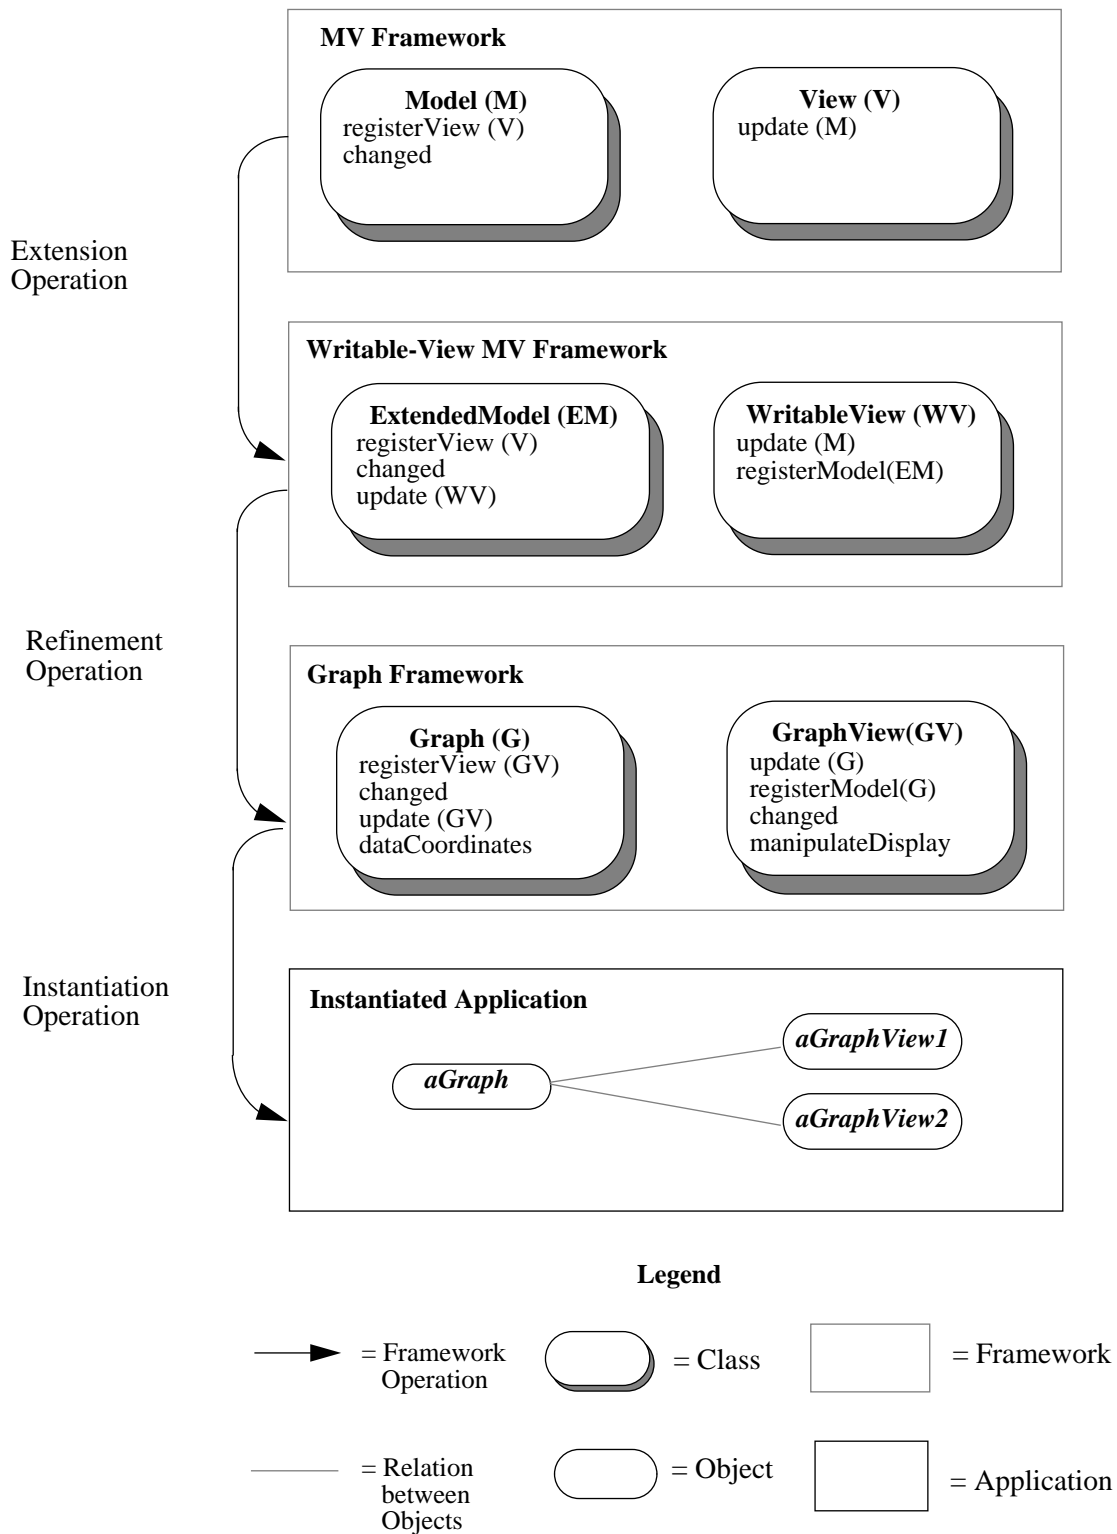 MV Framework
Model (M)
registerView (V)
changed
View (V)
update (M)
Extension
Operation
Writable-View MV Framework
ExtendedModel (EM)
registerView (V)
changed
update (WV)
WritableView (WV)
update (M)
registerModel(EM)
Refinement
Operation
Graph Framework
Graph (G)
registerView (GV)
changed
update (GV)
dataCoordinates
GraphView(GV)
update (G)
registerModel(G)
changed
manipulateDisplay
Instantiation
Operation
Instantiated Application
aGraph
aGraphView1
aGraphView2
Legend
= Framework
Operation
= Class
= Framework
= Relation
between
Objects
= Object
= Application